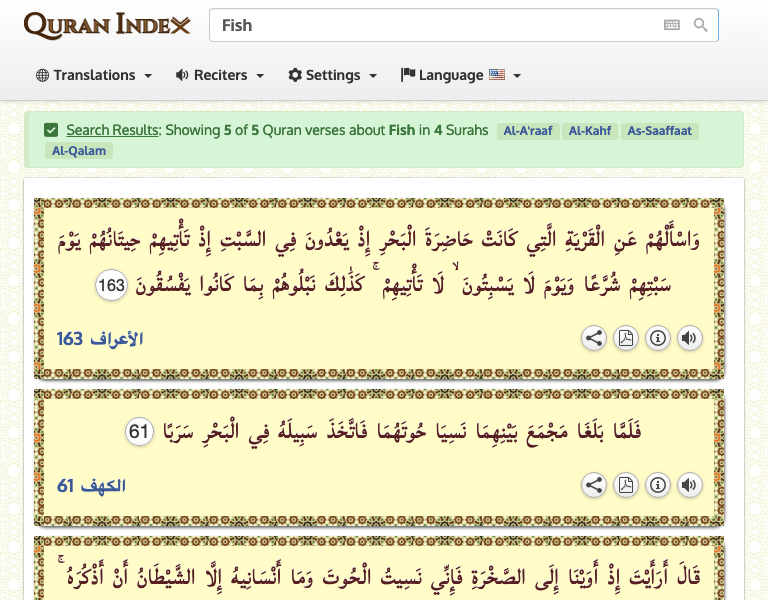 QURAN INDEX
Fish
Translations Reciters Settings Language
Search Results: Showing 5 of 5 Quran verses about Fish in 4 Surahs Al-A'raaf Al-Kahf As-Saaffaat
Al-Qalam
وَاسْأَلْهُمْ عَنِ الْقَرْيَةِ الَّتِي كَانَتْ حَاضِرَةَ الْبَحْرِ إِذْ يَعْدُونَ فِي السَّبْتِ إِذْ تَأْتِيهِمْ حِيتَانُهُمْ يَوْمَ
سَبْتِهِمْ شُرَّعًا وَيَوْمَ لَا يَسْبِتُونَ ۙ لَا تَأْتِيهِمْ ۚ كَذَٰلِكَ نَبْلُوهُمْ بِمَا كَانُوا يَفْسُقُونَ 163
الأعراف 163
فَلَمَّا بَلَغَا مَجْمَعَ بَيْنِهِمَا نَسِيَا حُوتَهُمَا فَاتَّخَذَ سَبِيلَهُ فِي الْبَحْرِ سَرَبًا 61
الكهف 61
قَالَ أَرَأَيْتَ إِذْ أَوَيْنَا إِلَى الصَّخْرَةِ فَإِنِّي نَسِيتُ الْحُوتَ وَمَا أَنْسَانِيهُ إِلَّا الشَّيْطَانُ أَنْ أَذْكُرَهُ ۚ